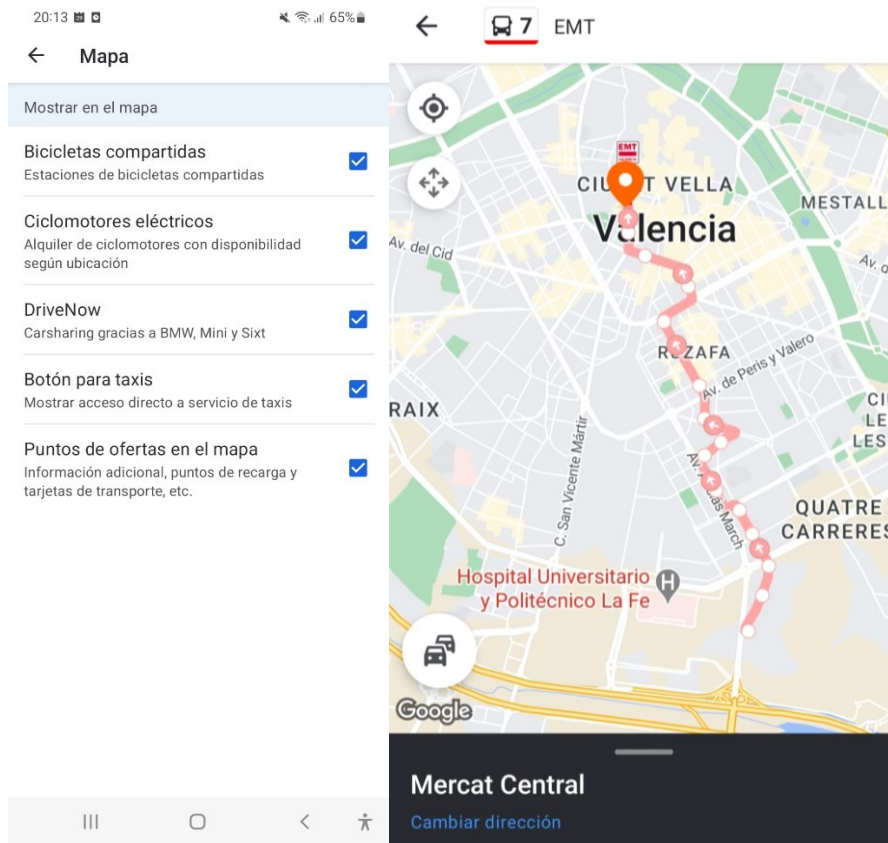 20:13
65%
Mapa
Mostrar en el mapa
Bicicletas compartidas
Estaciones de bicicletas compartidas
Ciclomotores eléctricos
Alquiler de ciclomotores con disponibilidad
según ubicación
DriveNow
Carsharing gracias a BMW, Mini y Sixt
Botón para taxis
Mostrar acceso directo a servicio de taxis
Puntos de ofertas en el mapa
Información adicional, puntos de recarga y
tarjetas de transporte, etc.
7 EMT
EMT
VELLA
MESTALL
Valencia
Av. del Cid
Av.
RAIX
Av. de Peris y Valero
C. San Vicente Mártir
March
QUATRE
CARRERES
Hospital Universitario
y Politécnico La Fe
H
Google
Mercat Central
Cambiar dirección